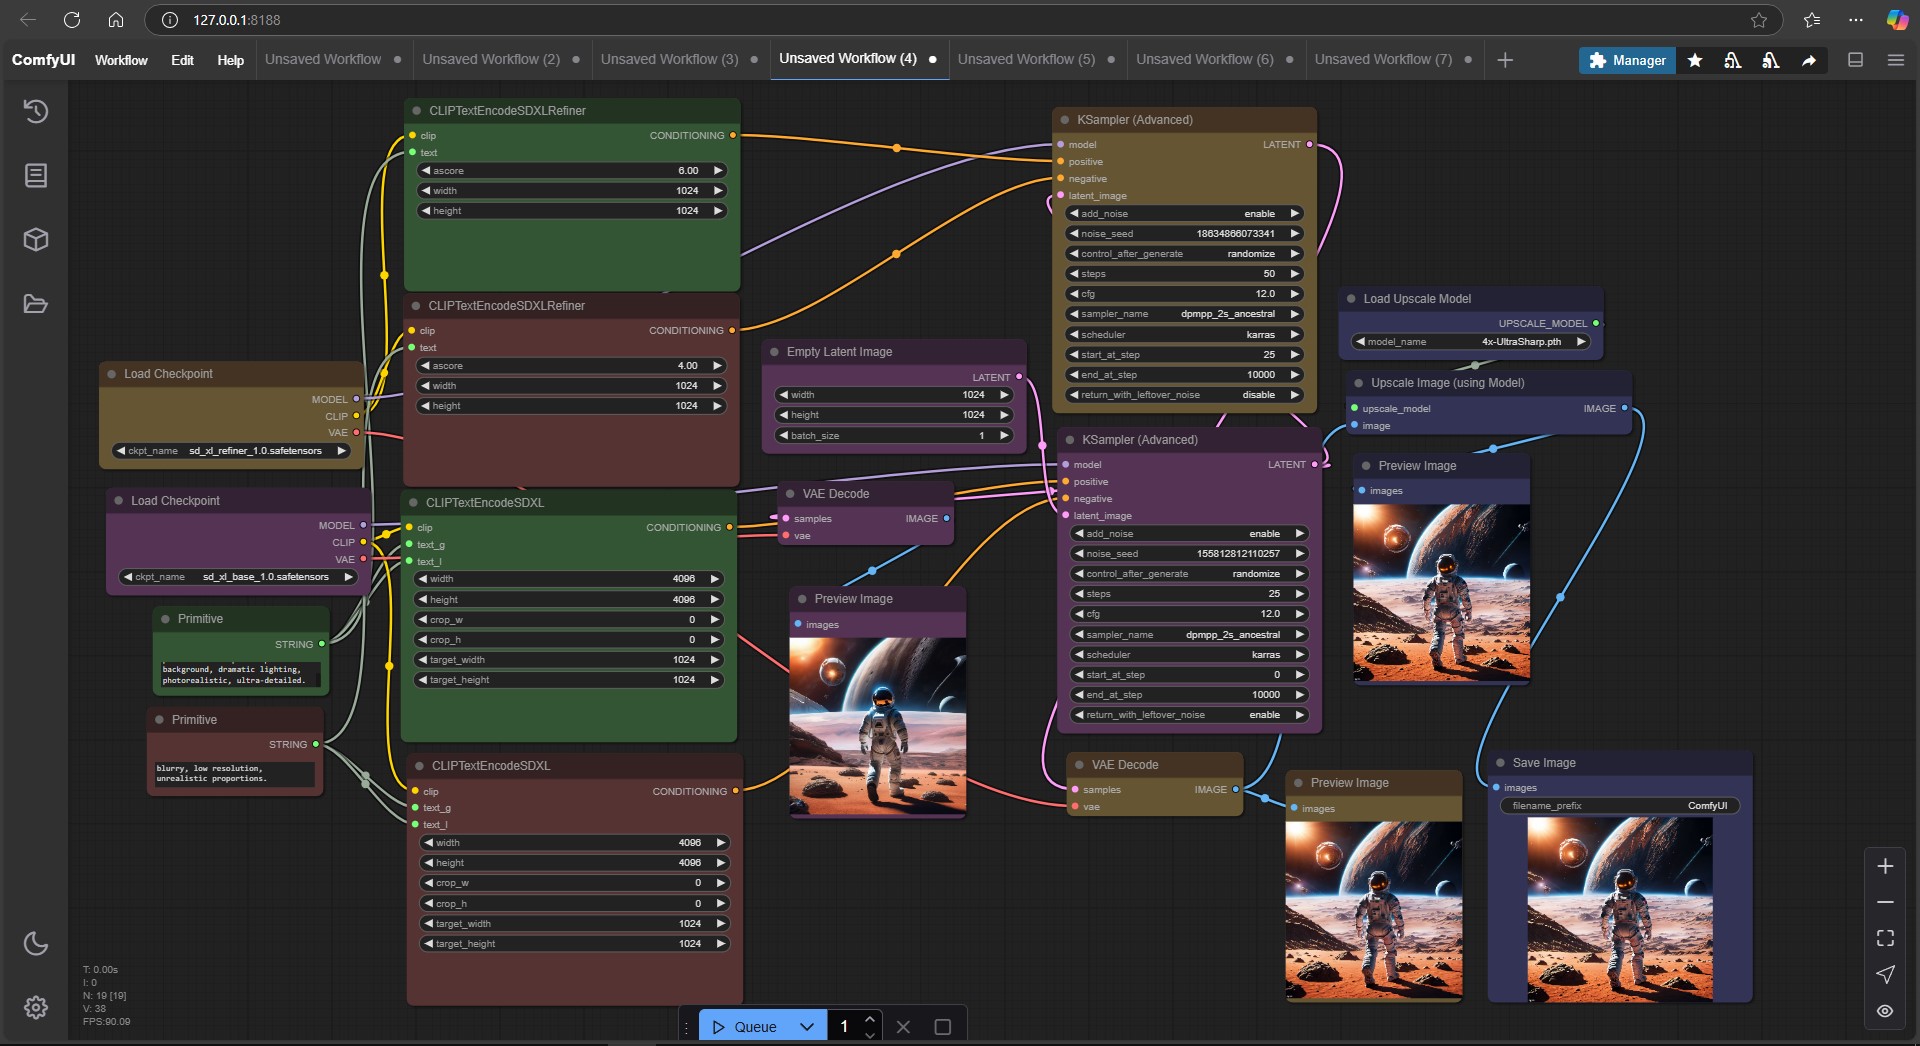 127.0.0.1:8188
ComfyUI Workflow Edit Help Unsaved Workflow Unsaved Workflow (2) Unsaved Workflow (3) Unsaved Workflow (4) Unsaved Workflow (5) Unsaved Workflow (6) Unsaved Workflow (7) Manager
CLIPTextEncodeSDXLRefiner
clip CONDITIONING
text
ascore 6.00
width 1024
height 1024
CLIPTextEncodeSDXLRefiner
clip CONDITIONING
text
ascore 4.00
width 1024
height 1024
Load Checkpoint
MODEL
CLIP
VAE
ckpt_name sd_xl_refiner_1.0.safetensors
Load Checkpoint
MODEL
CLIP
VAE
ckpt_name sd_xl_base_1.0.safetensors
Primitive
STRING
background, dramatic lighting,
photorealistic, ultra-detailed.
Primitive
STRING
blurry, low resolution,
unrealistic proportions.
CLIPTextEncodeSDXL
clip CONDITIONING
text_g
text_l
width 4096
height 4096
crop_w 0
crop_h 0
target_width 1024
target_height 1024
CLIPTextEncodeSDXL
clip CONDITIONING
text_g
text_l
width 4096
height 4096
crop_w 0
crop_h 0
target_width 1024
target_height 1024
Empty Latent Image
LATENT
width 1024
height 1024
batch_size 1
VAE Decode
samples IMAGE
vae
Preview Image
images
KSampler (Advanced)
model LATENT
positive
negative
latent_image
add_noise enable
noise_seed 18634866073341
control_after_generate randomize
steps 50
cfg 12.0
sampler_name dpmpp_2s_ancestral
scheduler karras
start_at_step 25
end_at_step 10000
return_with_leftover_noise disable
KSampler (Advanced)
model LATENT
positive
negative
latent_image
add_noise enable
noise_seed 155812812110257
control_after_generate randomize
steps 25
cfg 12.0
sampler_name dpmpp_2s_ancestral
scheduler karras
start_at_step 0
end_at_step 10000
return_with_leftover_noise enable
VAE Decode
samples IMAGE
vae
Preview Image
images
Load Upscale Model
UPSCALE_MODEL
model_name 4x-UltraSharp.pth
Upscale Image (using Model)
upscale_model IMAGE
image
Preview Image
images
Save Image
images
filename_prefix ComfyUI
T: 0.00s
I: 0
N: 19 [19]
V: 38
FPS:90.09
Queue 1